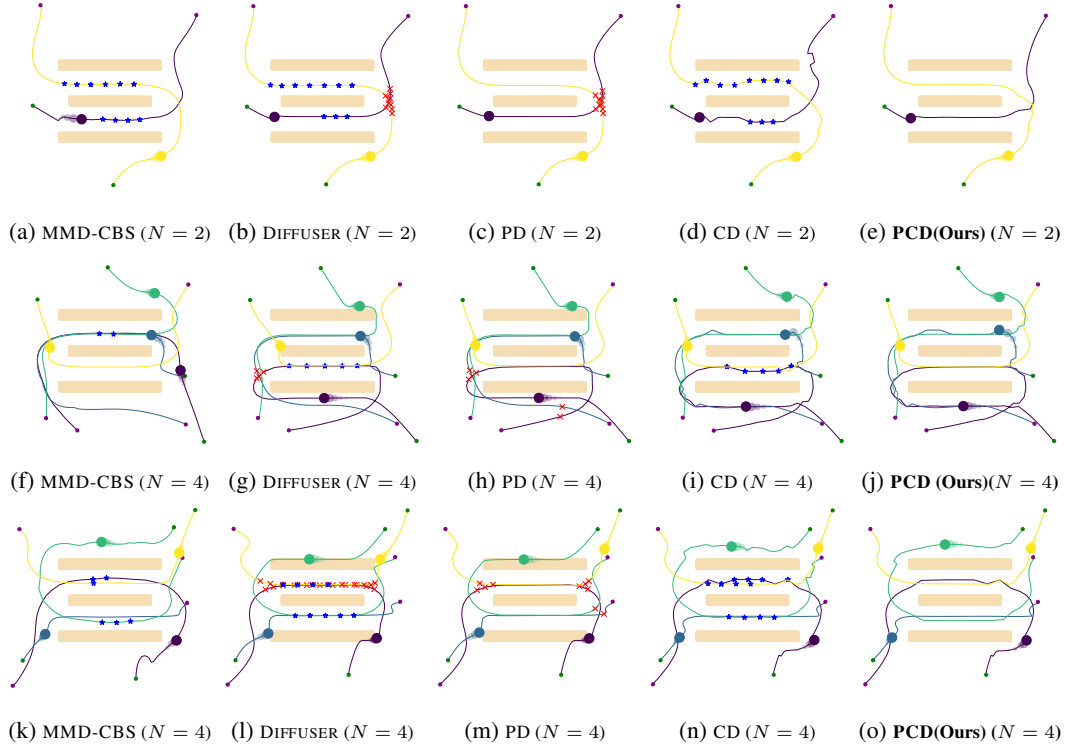 (a) MMD-CBS (N = 2)
(b) DIFFUSER (N = 2)
(c) PD (N = 2)
(d) CD (N = 2)
(e) PCD(Ours) (N = 2)
(f) MMD-CBS (N = 4)
(g) DIFFUSER (N = 4)
(h) PD (N = 4)
(i) CD (N = 4)
(j) PCD (Ours)(N = 4)
(k) MMD-CBS (N = 4)
(l) DIFFUSER (N = 4)
(m) PD (N = 4)
(n) CD (N = 4)
(o) PCD(Ours) (N = 4)